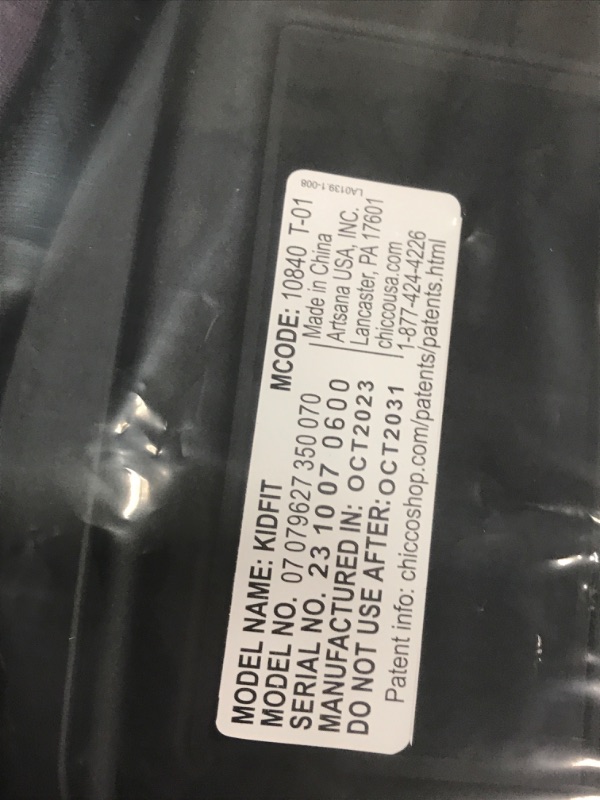 LA0139.1-008
MODEL NAME: KIDFIT
MCODE: 10840 T-01
MODEL NO. 07 079627 350 070
SERIAL NO. 23 10 07 0600
MANUFACTURED IN: OCT2023
DO NOT USE AFTER: OCT2031
Made in China
Artsana USA, INC.
Lancaster, PA 17601
chiccousa.com
1-877-424-4226
Patent info: chiccoshop.com/patents/patents.html